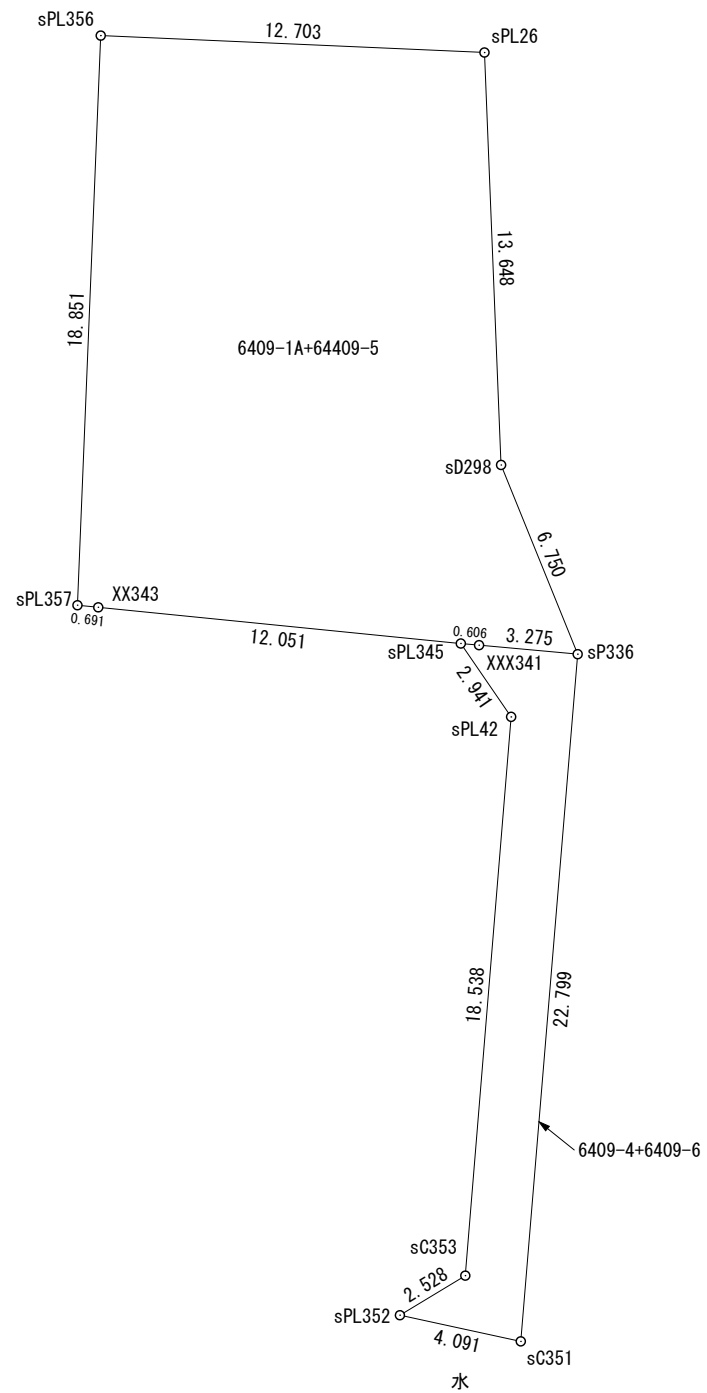 sPL356
12.703
sPL26
13.648
18.851
6409-1A+64409-5
sD298
6.750
sPL357
XX343
0.691
12.051
sPL345
0.606
3.275
sP336
XXX341
2.941
sPL42
18.538
22.799
6409-4+6409-6
sC353
2.528
sPL352
4.091
sC351
水